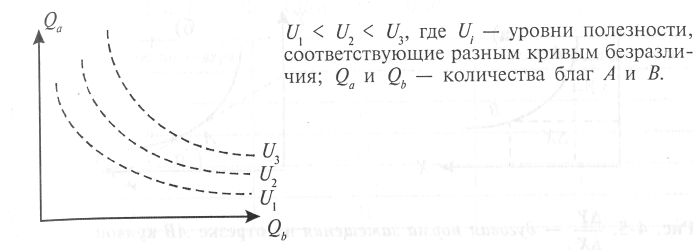 Qa
U1 < U2 < U3, где Ui — уровни полезности,
соответствующие разным кривым безразли-
чия; Qa и Qb — количества благ A и B.
U3
U2
U1
Qb